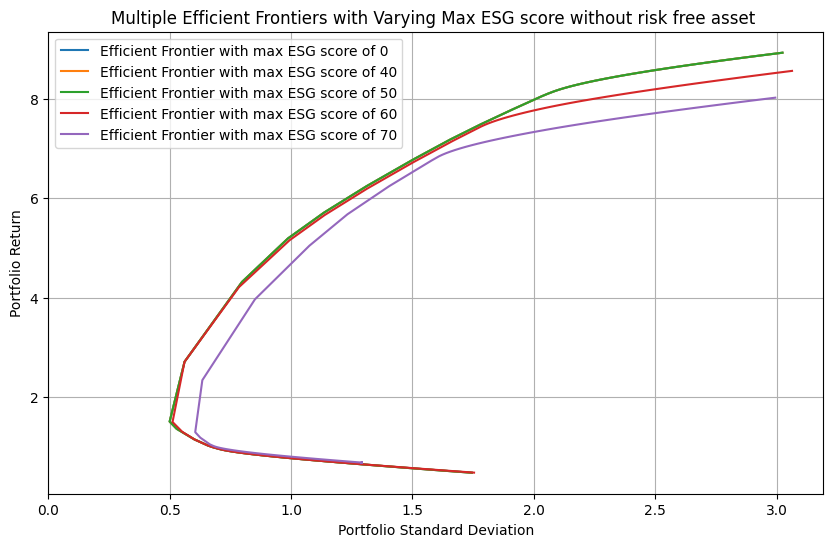 Multiple Efficient Frontiers with Varying Max ESG score without risk free asset
Efficient Frontier with max ESG score of 0
Efficient Frontier with max ESG score of 40
Efficient Frontier with max ESG score of 50
Efficient Frontier with max ESG score of 60
Efficient Frontier with max ESG score of 70
Portfolio Return
8
6
4
2
0.0 0.5 1.0 1.5 2.0 2.5 3.0
Portfolio Standard Deviation